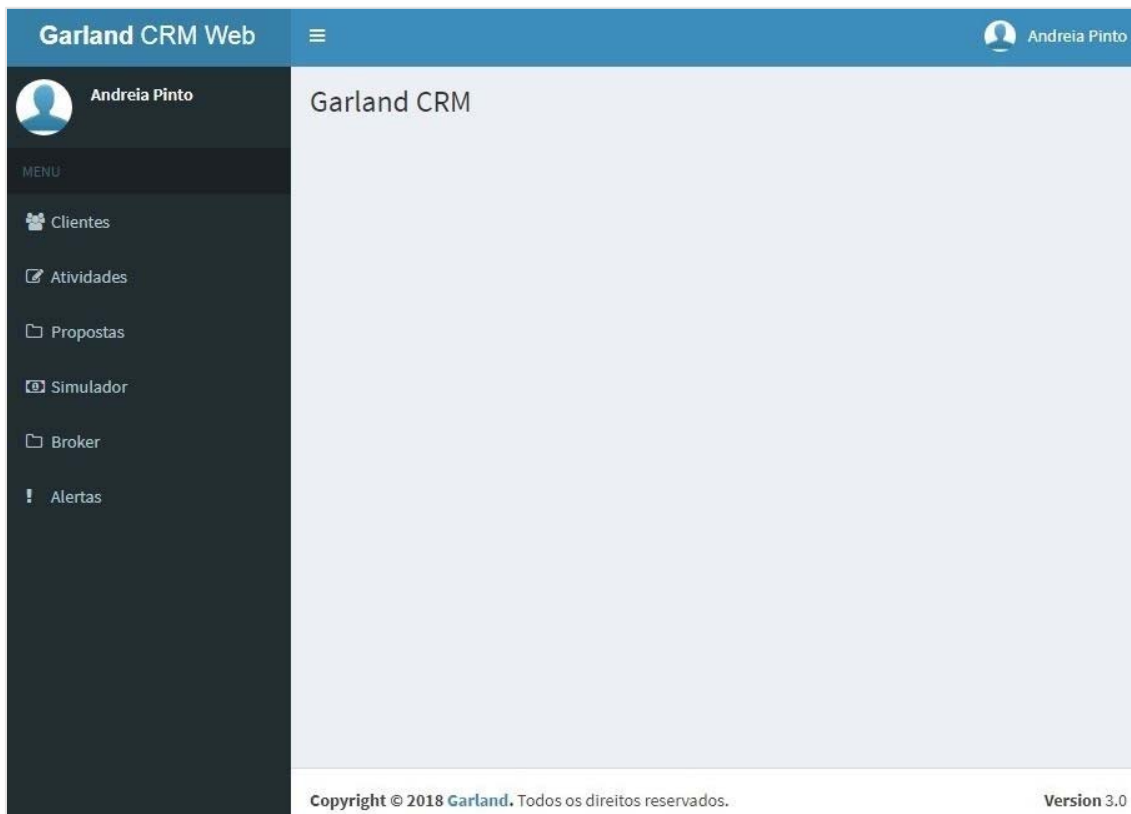 Garland CRM Web
Andreia Pinto
Andreia Pinto
Garland CRM
MENU
Clientes
Atividades
Propostas
Simulador
Broker
Alertas
Copyright © 2018 Garland. Todos os direitos reservados.
Version 3.0